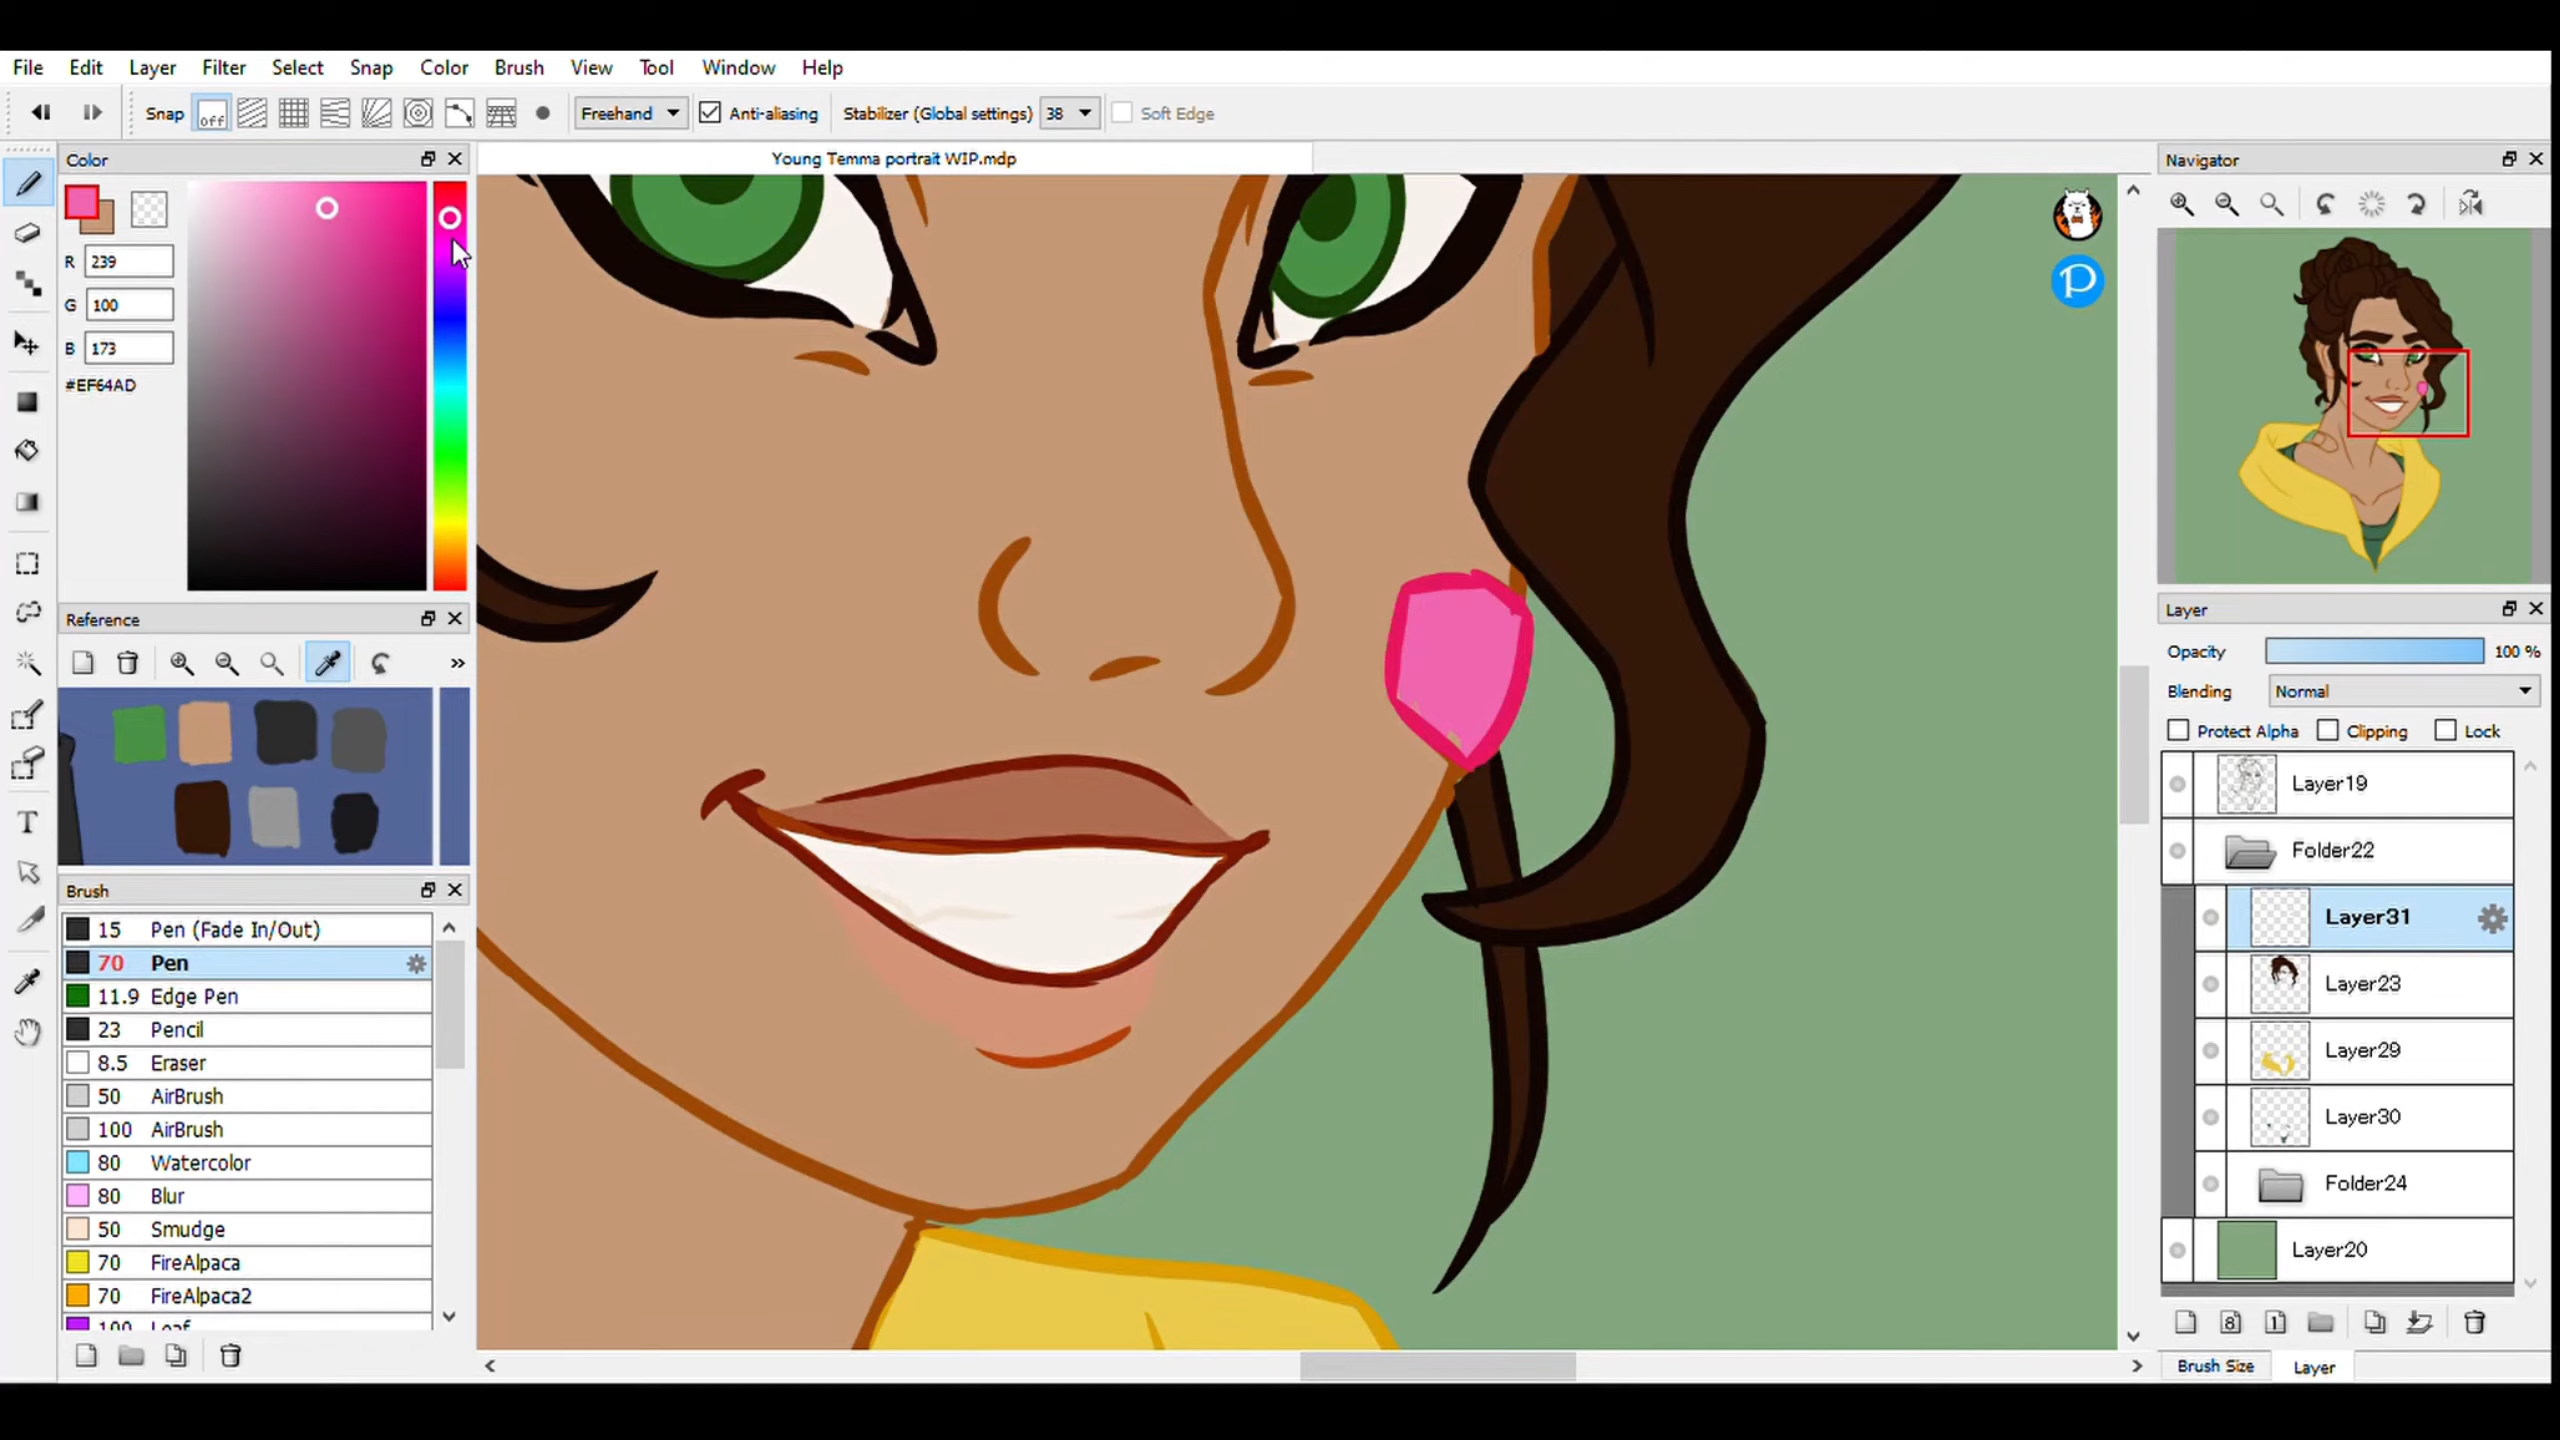 File Edit Layer Filter Select Snap Color Brush View Tool Window Help
Snap off Freehand Anti-aliasing Stabilizer (Global settings) 38 Soft Edge
Color
Young Temma portrait WIP.mdp
Navigator
R 239
G 100
B 173
#EF64AD
P
Reference
Brush
15 Pen (Fade In/Out)
70 Pen
11.9 Edge Pen
23 Pencil
8.5 Eraser
50 AirBrush
100 AirBrush
80 Watercolor
80 Blur
50 Smudge
70 FireAlpaca
70 FireAlpaca2
100 Leaf
T
Layer
Opacity 100 %
Blending Normal
Protect Alpha Clipping Lock
Layer19
Folder22
Layer31
Layer23
Layer29
Layer30
Folder24
Layer20
8 1
Brush Size Layer